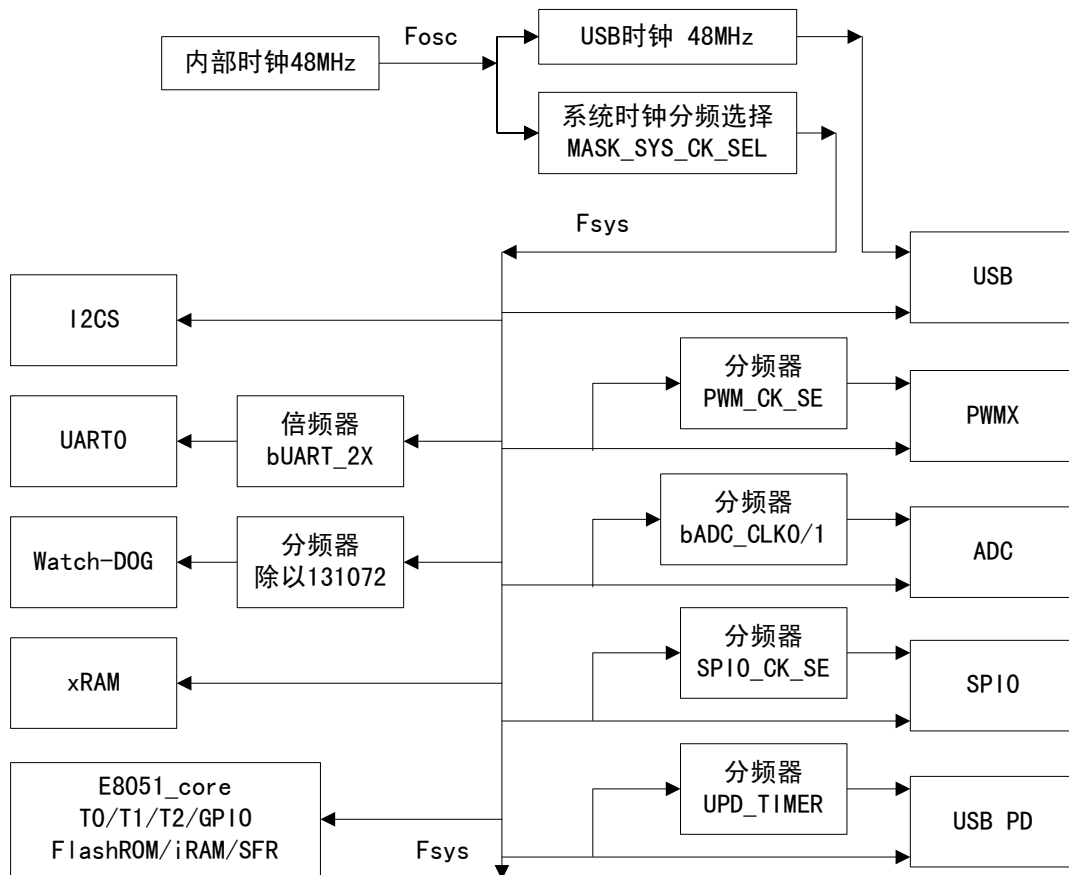 Fosc
USB时钟 48MHz
内部时钟48MHz
系统时钟分频选择
MASK_SYS_CK_SEL
Fsys
USB
I2CS
分频器
PWM_CK_SE
PWMX
UART0
倍频器
bUART_2X
分频器
bADC_CLK0/1
ADC
Watch-DOG
分频器
除以131072
分频器
SPI0_CK_SE
SPI0
xRAM
分频器
UPD_TIMER
USB PD
E8051_core
T0/T1/T2/GPIO
FlashROM/iRAM/SFR
Fsys